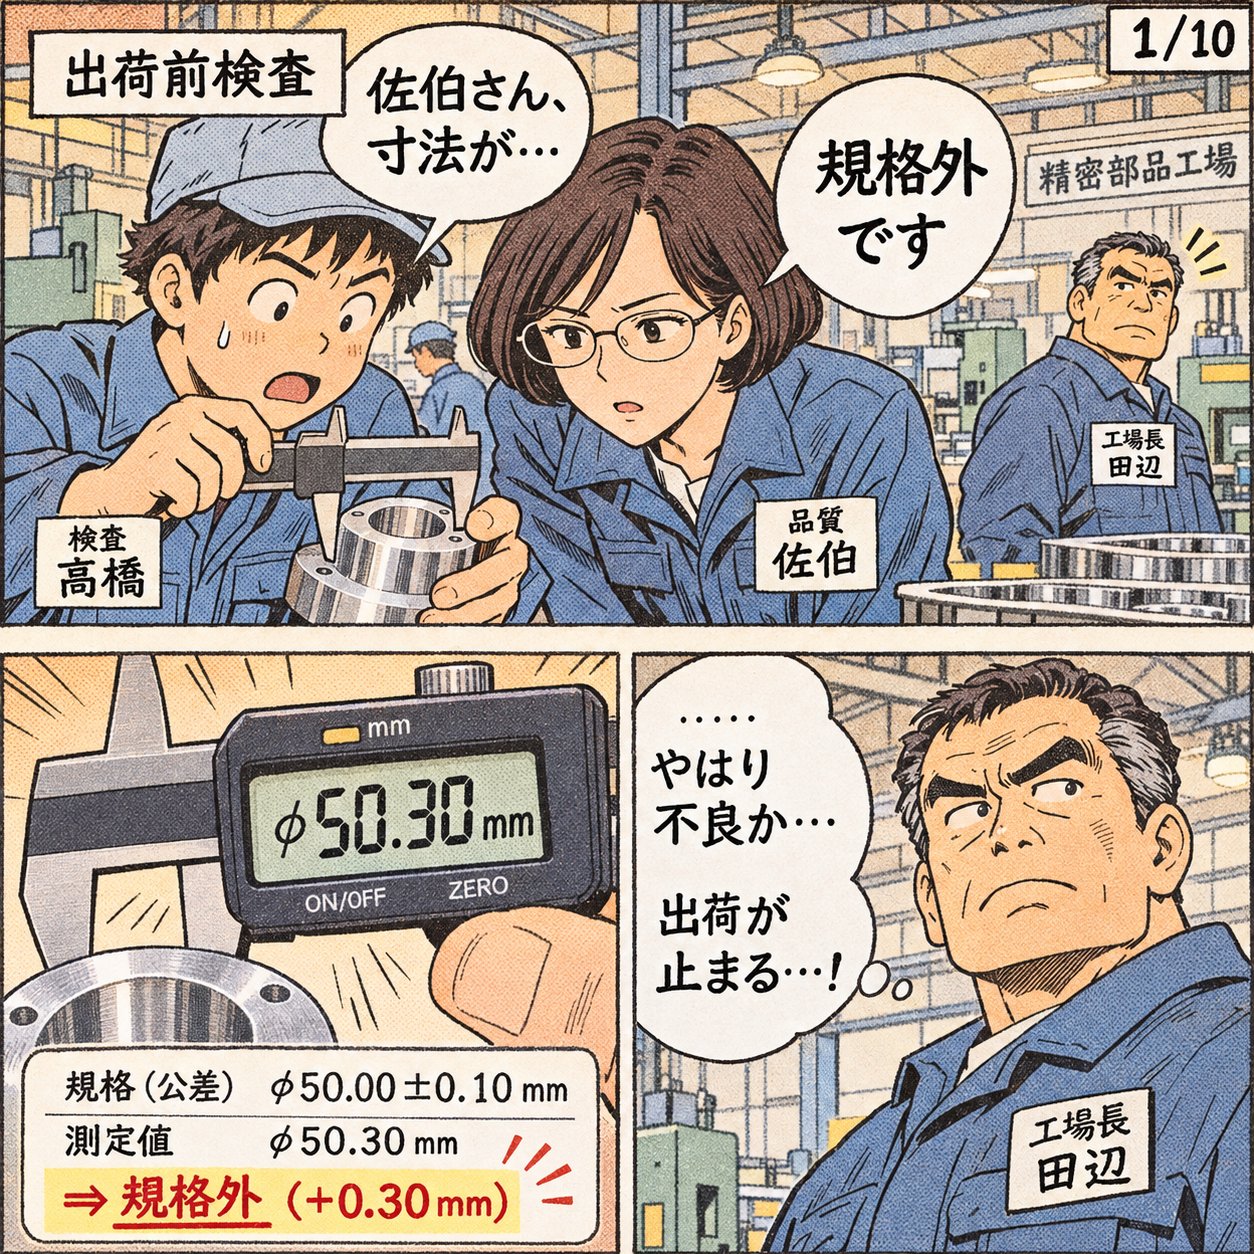 1/10
出荷前検査
佐伯さん、
寸法が…
規格外
です
精密部品工場
工場長
田辺
検査
高橋
品質
佐伯
mm
φ50.30mm
ON/OFF ZERO
規格(公差) φ50.00±0.10mm
測定値 φ50.30mm
⇒規格外(+0.30mm)
.....
やはり
不良か…
出荷が
止まる…!
工場長
田辺